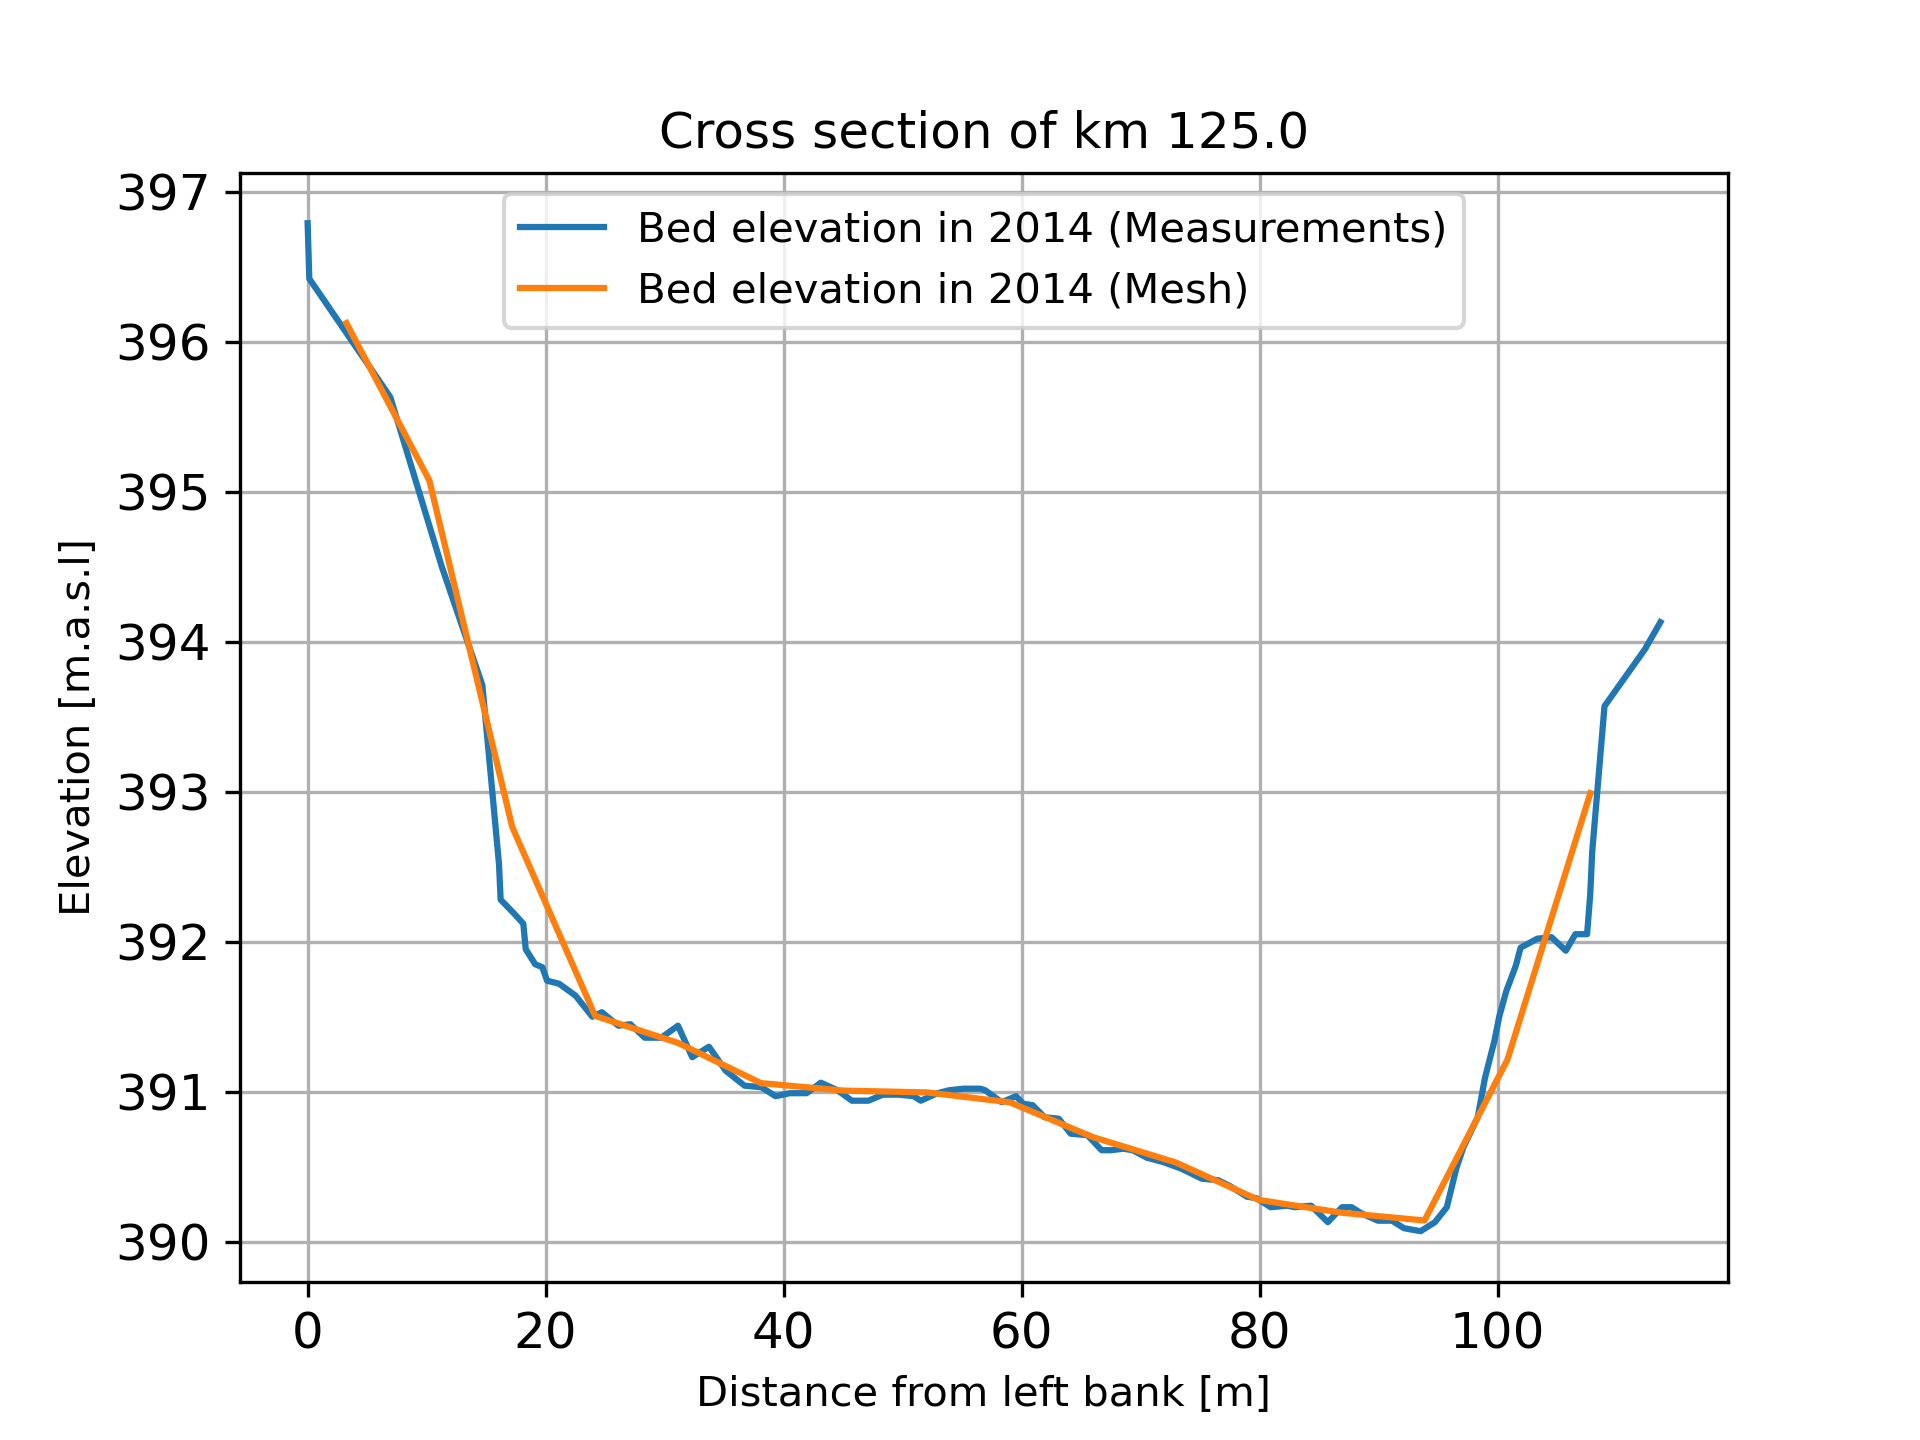 Cross section of km 125.0
Bed elevation in 2014 (Measurements)
Bed elevation in 2014 (Mesh)
397
396
395
394
393
392
391
390
Elevation [m.a.s.l]
0 20 40 60 80 100
Distance from left bank [m]